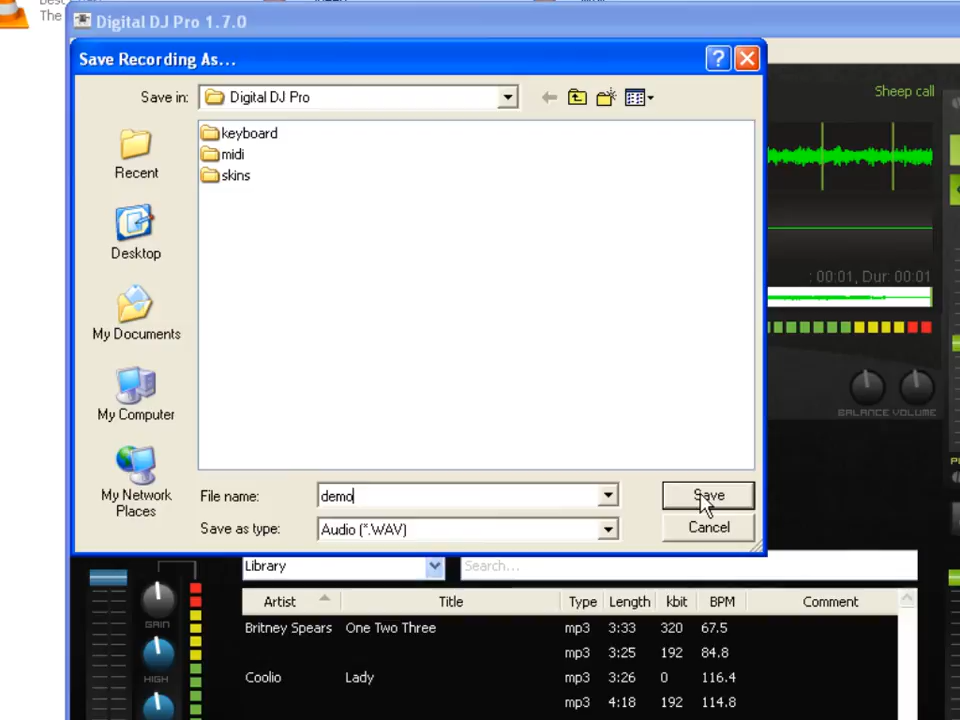 The
Digital DJ Pro 1.7.0
Save Recording As...
Save in: Digital DJ Pro
Sheep call
keyboard
midi
skins
Recent
Desktop
My Documents
My Computer
My Network
Places
: 00:01, Dur: 00:01
BALANCE VOLUME
File name: demo Save
Save as type: Audio (*.WAV) Cancel
Library Search...
Artist Title Type Length kbit BPM Comment
Britney Spears One Two Three mp3 3:33 320 67.5
mp3 3:25 192 84.8
Coolio Lady mp3 3:26 0 116.4
mp3 4:18 192 114.8
GAIN
HIGH